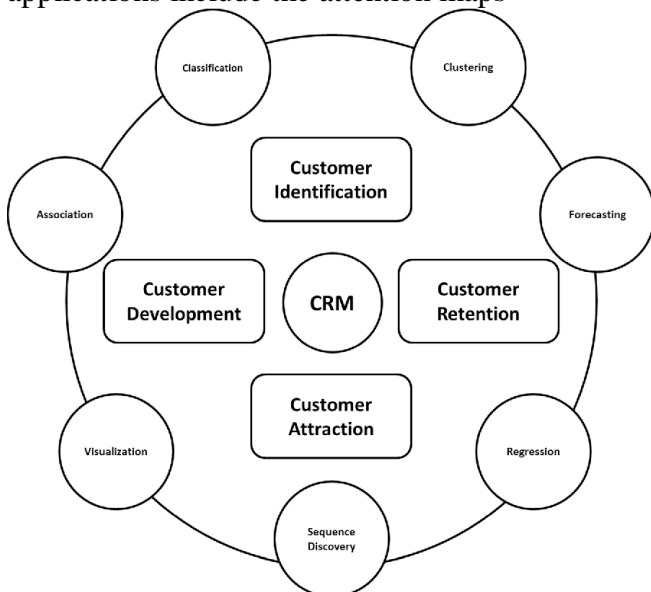 applications include the attention maps
Classification
Clustering
Customer
Identification
Association
Forecasting
Customer
Development
CRM
Customer
Retention
Customer
Attraction
Visualization
Regression
Sequence
Discovery